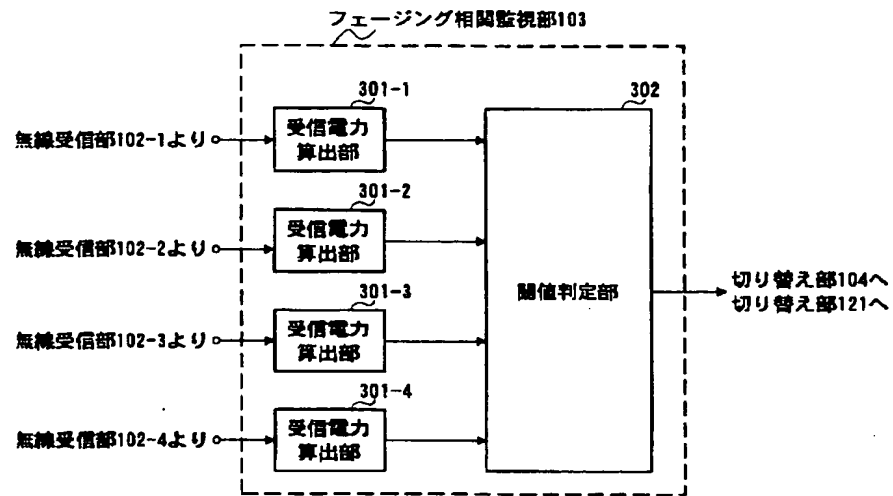 フェージング相関監視部103
301-1
302
無線受信部102-1より
受信電力
算出部
301-2
無線受信部102-2より
受信電力
算出部
閾値判定部
切り替え部104へ
切り替え部121へ
301-3
無線受信部102-3より
受信電力
算出部
301-4
無線受信部102-4より
受信電力
算出部